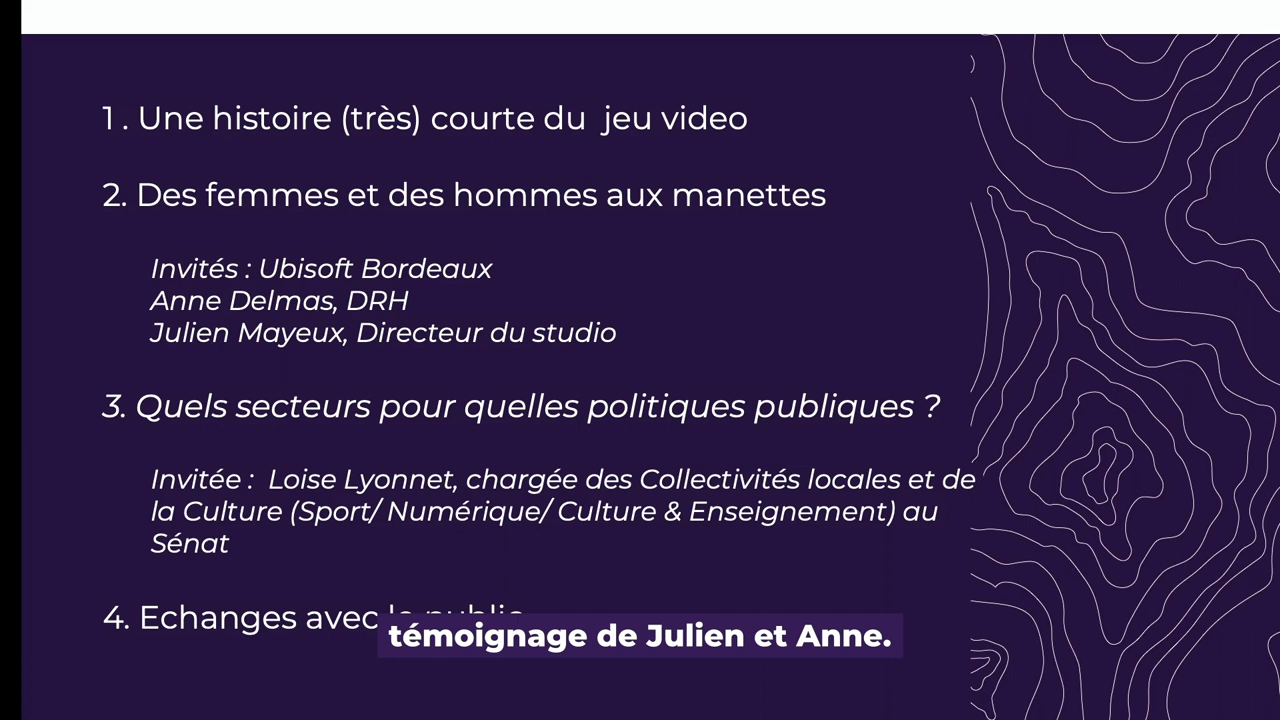 1 . Une histoire (très) courte du  jeu video
2. Des femmes et des hommes aux manettes
Invités : Ubisoft Bordeaux
Anne Delmas, DRH
Julien Mayeux, Directeur du studio
3. Quels secteurs pour quelles politiques publiques ?
Invitée :  Loise Lyonnet, chargée des Collectivités locales et de
la Culture (Sport/ Numérique/ Culture & Enseignement) au
Sénat
4. Echanges avec le public
témoignage de Julien et Anne.